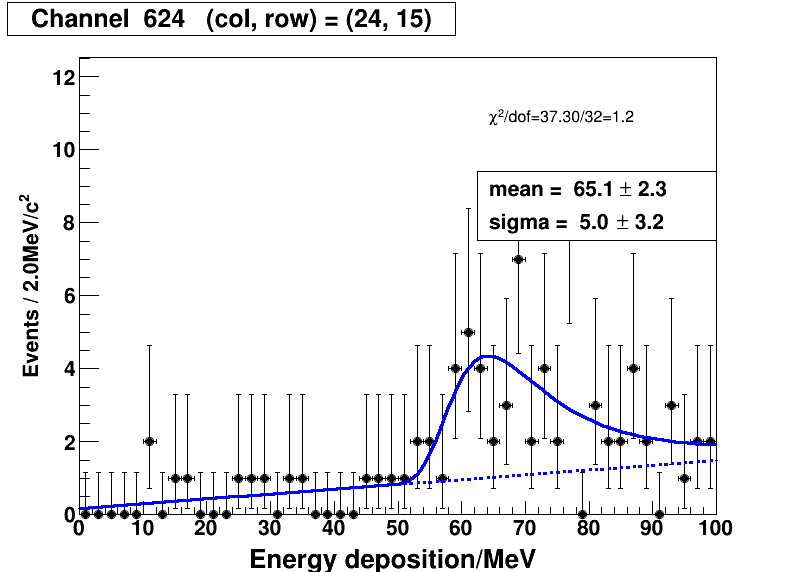 Channel 624 (col, row) = (24, 15)
χ²/dof=37.30/32=1.2
mean = 65.1 ± 2.3
sigma = 5.0 ± 3.2
Events / 2.0MeV/c²
12
10
8
6
4
2
0
0 10 20 30 40 50 60 70 80 90 100
Energy deposition/MeV